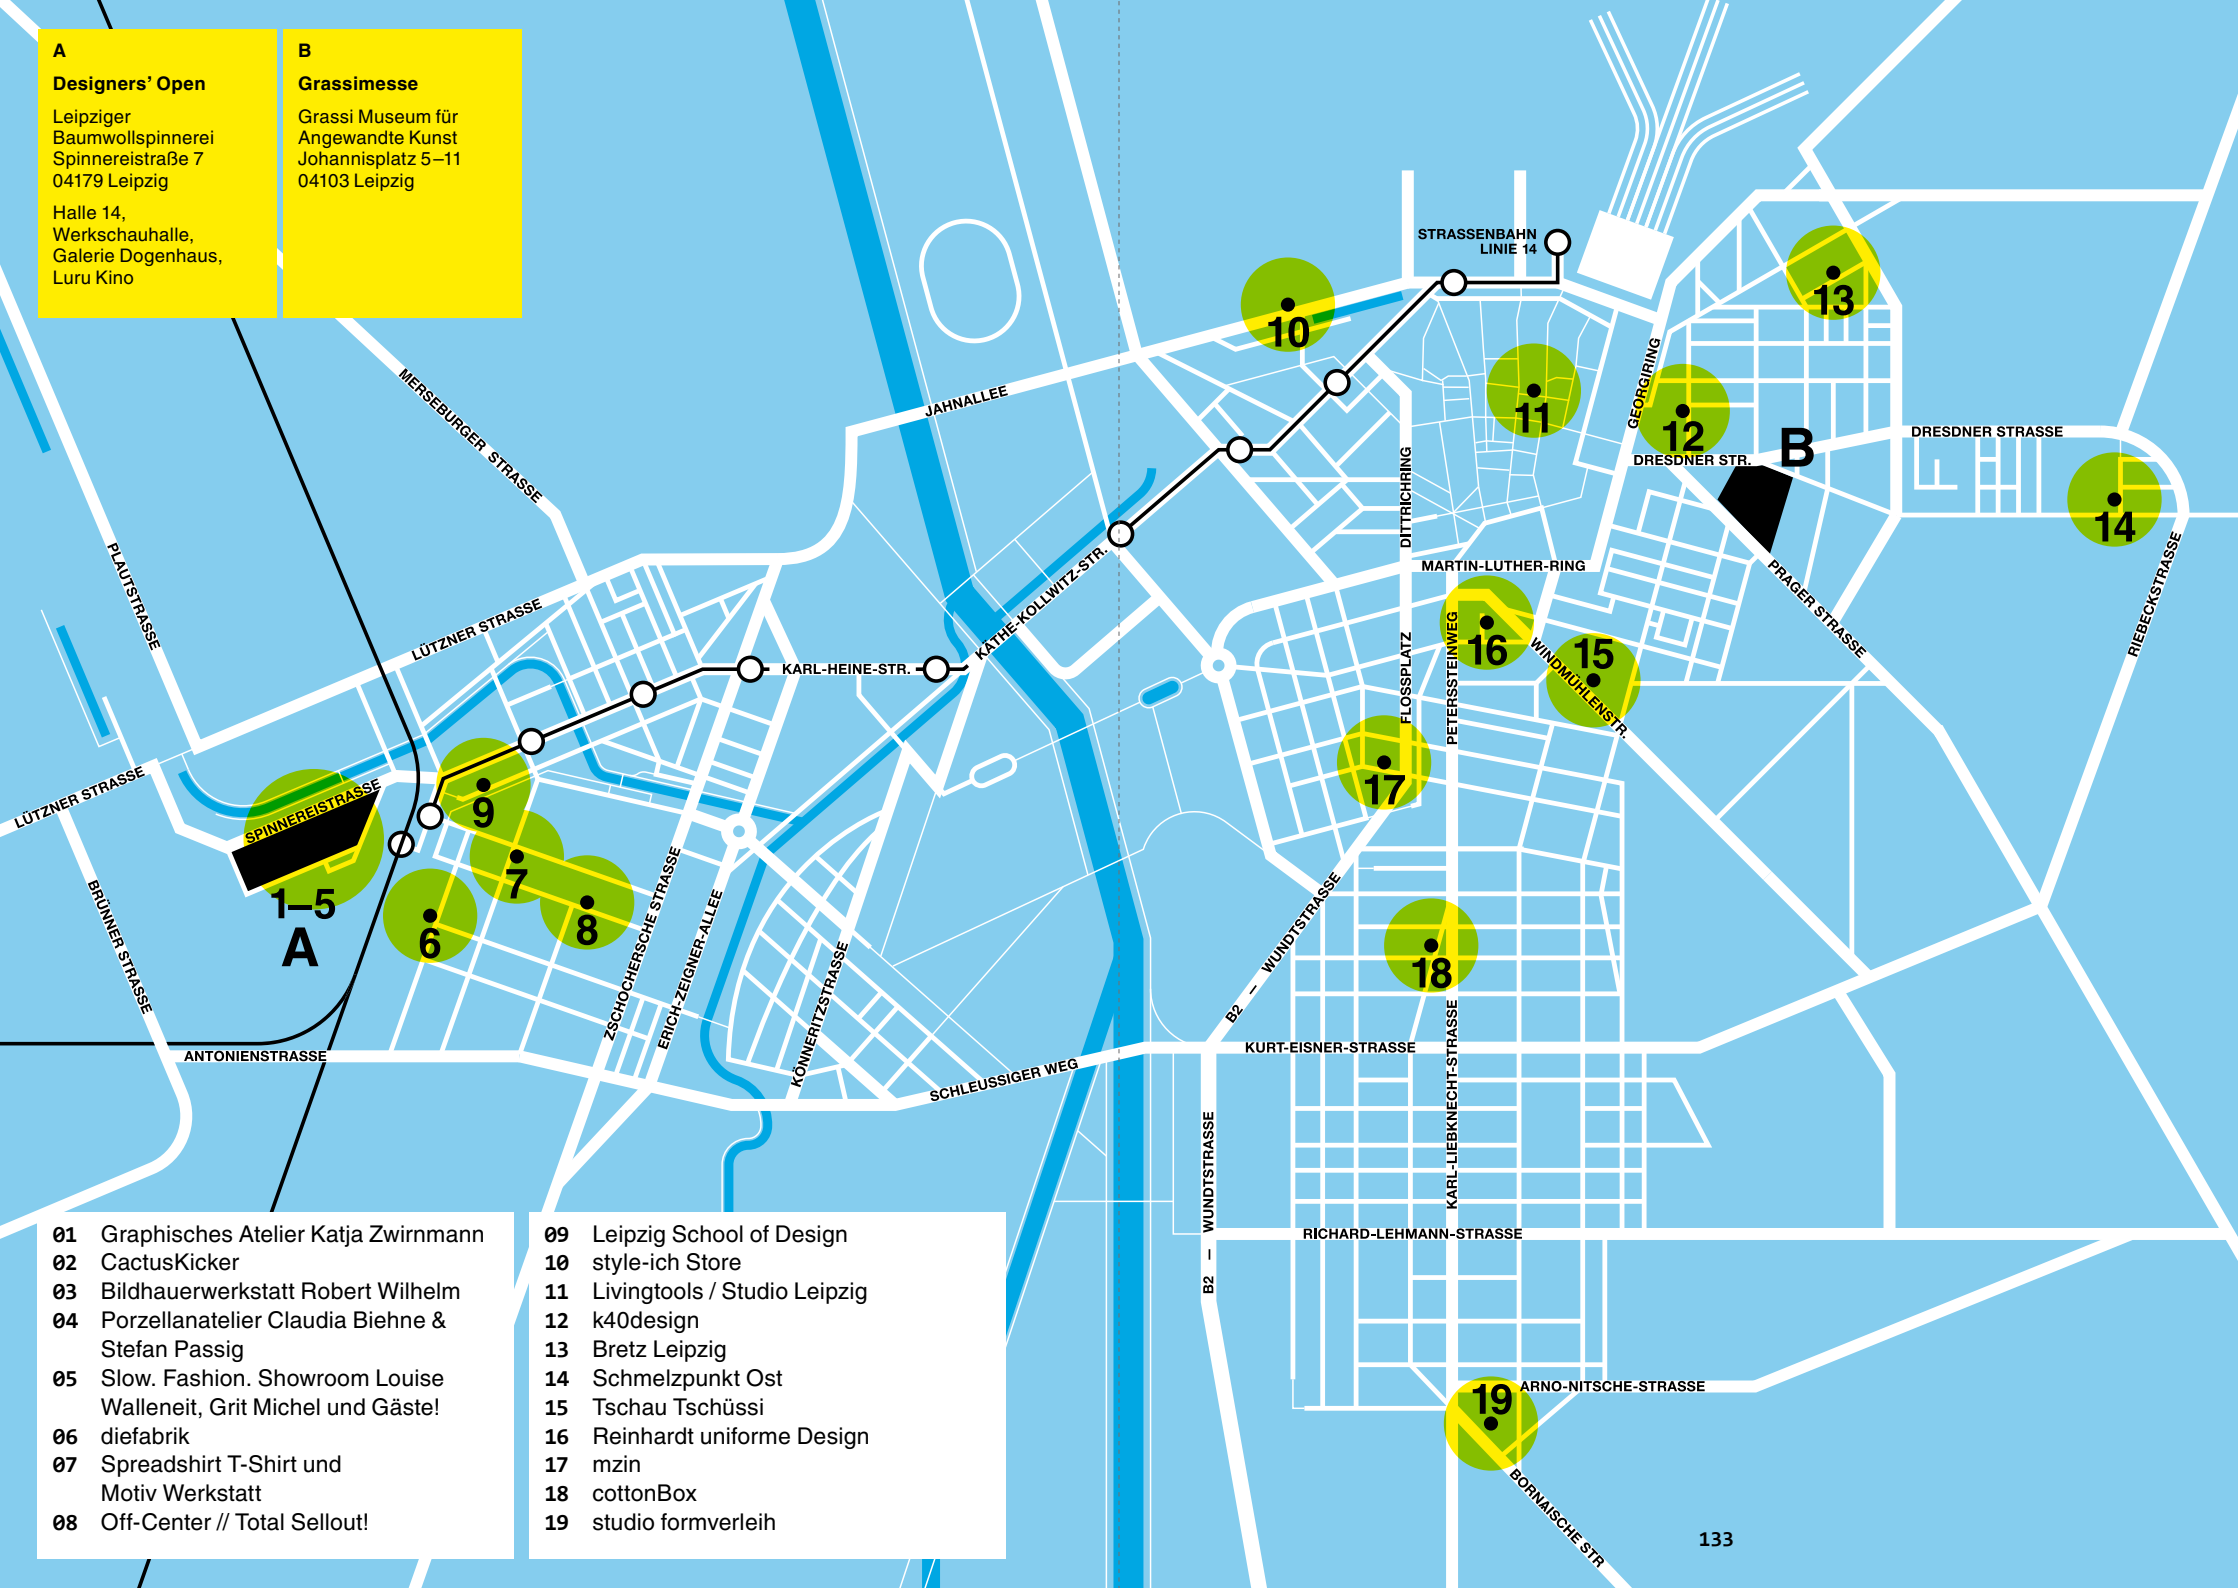 A
Designers’ Open
Leipziger
Baumwollspinnerei
Spinnereistraße 7
04179 Leipzig
Halle 14,
Werkschauhalle,
Galerie Dogenhaus,
Luru Kino
B
Grassimesse
Grassi Museum für
Angewandte Kunst
Johannisplatz 5–11
04103 Leipzig
STRASSENBAHN
LINIE 14
10
11
12
13
14
15
16
17
18
19
9
7
8
6
1–5
A
B
MERSEBURGER STRASSE
JAHNALLEE
PLAUTSTRASSE
LÜTZNER STRASSE
LÜTZNER STRASSE
SPINNEREISTRASSE
BRÜNNER STRASSE
ANTONIENSTRASSE
KARL-HEINE-STR.
KÄTHE-KOLLWITZ-STR.
ZSCHOCHERSCHE STRASSE
ERICH-ZEIGNER-ALLEE
KÖNNERITZSTRASSE
SCHLEUSSIGER WEG
DITTRICHRING
GEORGIRING
DRESDNER STR.
DRESDNER STRASSE
MARTIN-LUTHER-RING
PRAGER STRASSE
RIEBECKSTRASSE
FLOSSPLATZ
PETERSSTEINWEG
WINDMÜHLENSTR.
B2 – WUNDTSTRASSE
KURT-EISNER-STRASSE
KARL-LIEBKNECHT-STRASSE
B2 – WUNDTSTRASSE
RICHARD-LEHMANN-STRASSE
ARNO-NITSCHE-STRASSE
BORNAISCHE STR
01 Graphisches Atelier Katja Zwirnmann
02 CactusKicker
03 Bildhauerwerkstatt Robert Wilhelm
04 Porzellanatelier Claudia Biehne &
Stefan Passig
05 Slow. Fashion. Showroom Louise
Walleneit, Grit Michel und Gäste!
06 diefabrik
07 Spreadshirt T-Shirt und
Motiv Werkstatt
08 Off-Center // Total Sellout!
09 Leipzig School of Design
10 style-ich Store
11 Livingtools / Studio Leipzig
12 k40design
13 Bretz Leipzig
14 Schmelzpunkt Ost
15 Tschau Tschüssi
16 Reinhardt uniforme Design
17 mzin
18 cottonBox
19 studio formverleih
133